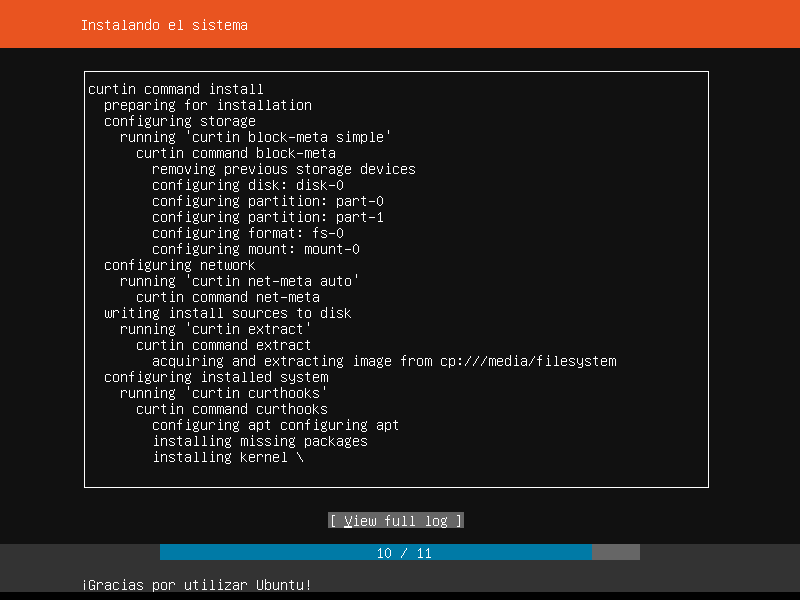 Instalando el sistema
curtin command install
preparing for installation
configuring storage
running 'curtin block-meta simple'
curtin command block-meta
removing previous storage devices
configuring disk: disk-0
configuring partition: part-0
configuring partition: part-1
configuring format: fs-0
configuring mount: mount-0
configuring network
running 'curtin net-meta auto'
curtin command net-meta
writing install sources to disk
running 'curtin extract'
curtin command extract
acquiring and extracting image from cp:///media/filesystem
configuring installed system
running 'curtin curthooks'
curtin command curthooks
configuring apt configuring apt
installing missing packages
installing kernel \
[ View full log ]
10 / 11
¡Gracias por utilizar Ubuntu!